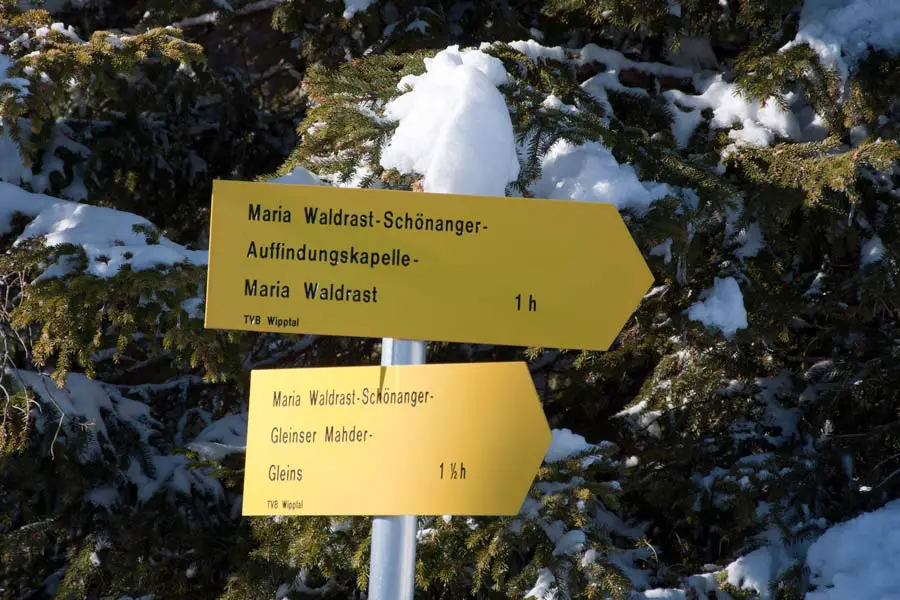 Maria Waldrast-Schönanger-
Auffindungskapelle-
Maria Waldrast 1 h
TVB Wipptal
Maria Waldrast-Schönanger-
Gleinser Mahder-
Gleins 1 ½ h
TVB Wipptal